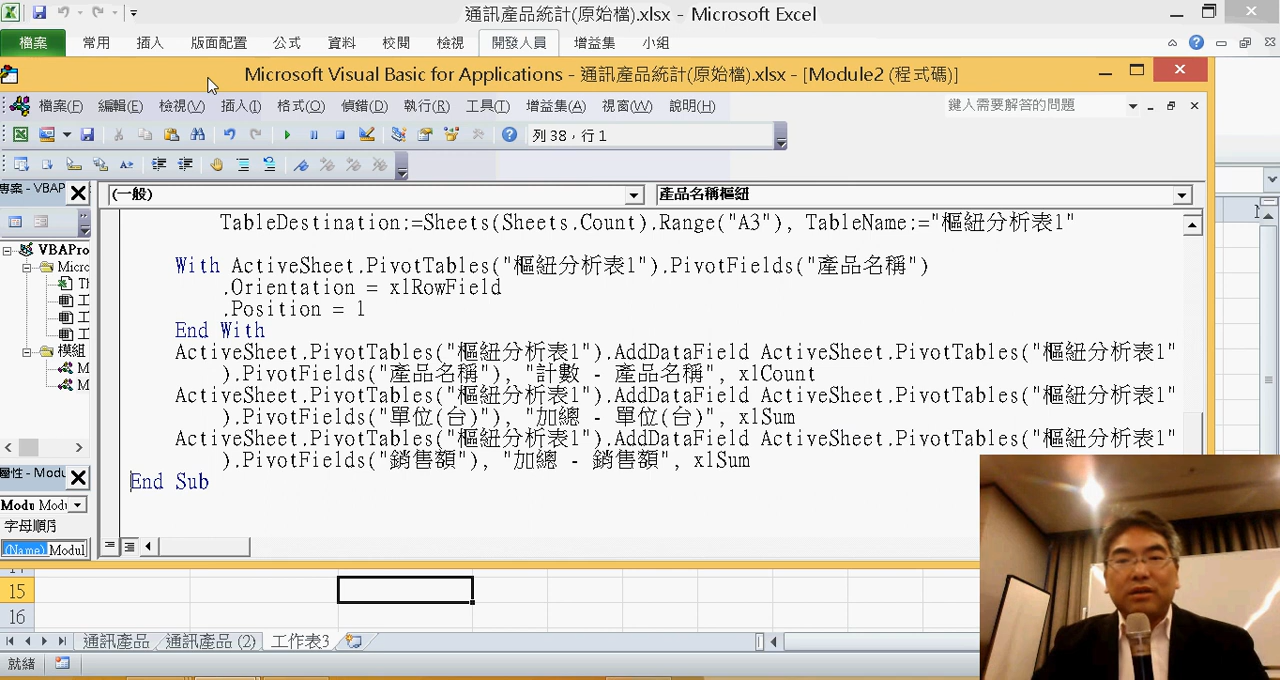 通訊產品統計(原始檔).xlsx - Microsoft Excel
檔案 常用 插入 版面配置 公式 資料 校閱 檢視 開發人員 增益集 小組
Microsoft Visual Basic for Applications - 通訊產品統計(原始檔).xlsx - [Module2 (程式碼)]
檔案(F) 編輯(E) 檢視(V) 插入(I) 格式(O) 偵錯(D) 執行(R) 工具(T) 增益集(A) 視窗(W) 說明(H) 鍵入需要解答的問題
列 38，行 1
專案 - VBAP
(一般) 產品名稱樞紐
TableDestination:=Sheets(Sheets.Count).Range("A3"), TableName:="樞紐分析表1"
VBAPro
Micro
With ActiveSheet.PivotTables("樞紐分析表1").PivotFields("產品名稱")
.Orientation = xlRowField
.Position = 1
End With
模組
ActiveSheet.PivotTables("樞紐分析表1").AddDataField ActiveSheet.PivotTables("樞紐分析表1"
).PivotFields("產品名稱"), "計數 - 產品名稱", xlCount
ActiveSheet.PivotTables("樞紐分析表1").AddDataField ActiveSheet.PivotTables("樞紐分析表1"
).PivotFields("單位(台)"), "加總 - 單位(台)", xlSum
ActiveSheet.PivotTables("樞紐分析表1").AddDataField ActiveSheet.PivotTables("樞紐分析表1"
).PivotFields("銷售額"), "加總 - 銷售額", xlSum
End Sub
屬性 - Modu
Modu Modu
字母順序
(Name) Modul
15
16
通訊產品 通訊產品 (2) 工作表3
就緒